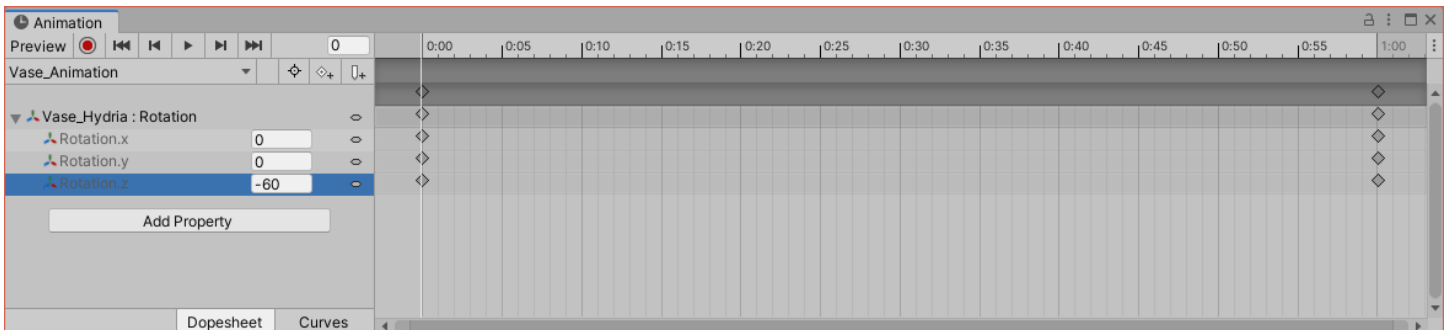 Animation
Preview 0 0:00 0:05 0:10 0:15 0:20 0:25 0:30 0:35 0:40 0:45 0:50 0:55 1:00
Vase_Animation
Vase_Hydria : Rotation
Rotation.x 0
Rotation.y 0
Rotation.z -60
Add Property
Dopesheet Curves